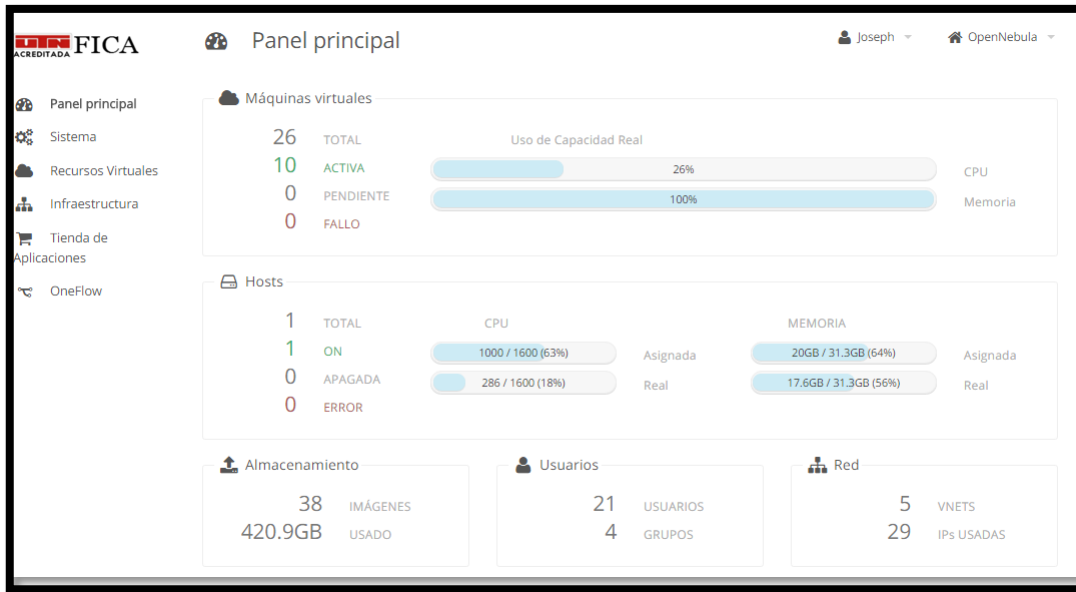 UTN FICA
ACREDITADA
Panel principal
Joseph
OpenNebula
Panel principal
Sistema
Recursos Virtuales
Infraestructura
Tienda de
Aplicaciones
OneFlow
Máquinas virtuales
26 TOTAL
10 ACTIVA
0 PENDIENTE
0 FALLO
Uso de Capacidad Real
26% CPU
100% Memoria
Hosts
1 TOTAL
1 ON
0 APAGADA
0 ERROR
CPU
1000 / 1600 (63%) Asignada
286 / 1600 (18%) Real
MEMORIA
20GB / 31.3GB (64%) Asignada
17.6GB / 31.3GB (56%) Real
Almacenamiento
38 IMÁGENES
420.9GB USADO
Usuarios
21 USUARIOS
4 GRUPOS
Red
5 VNETS
29 IPs USADAS